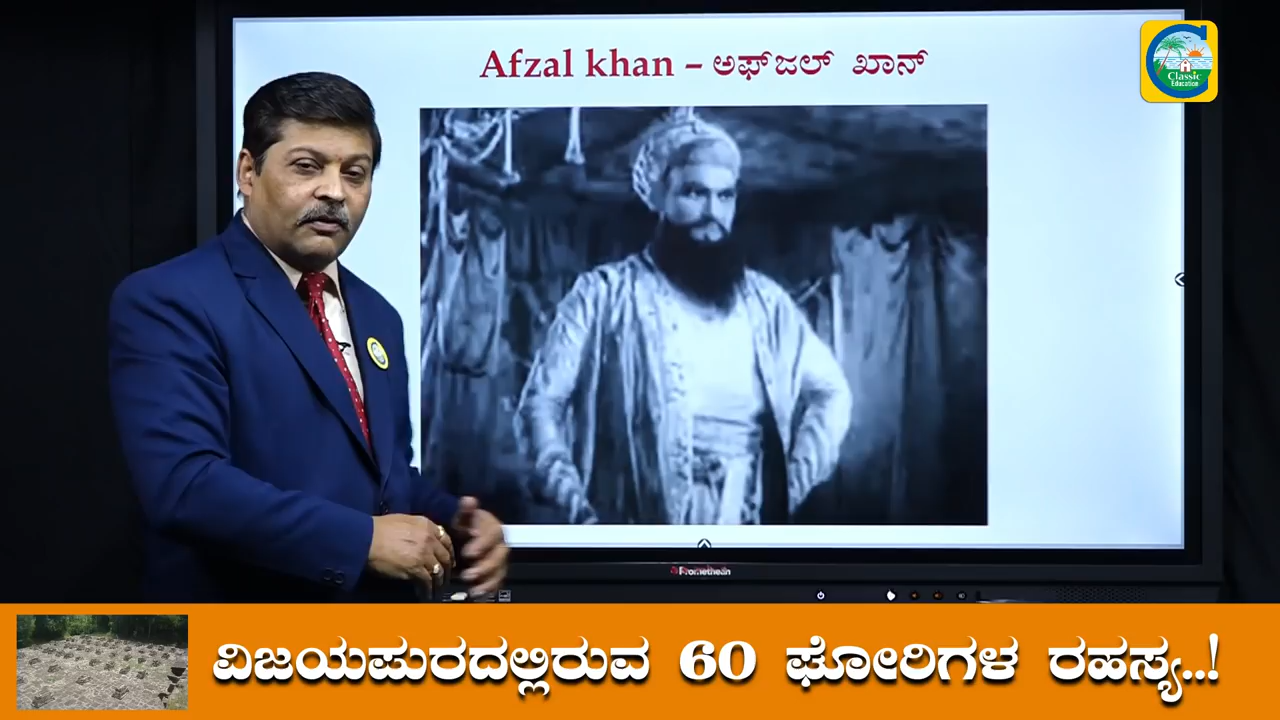 Afzal khan – ಅಫ್‌ಜಲ್ ಖಾನ್
Classic
Education
Promethean
ವಿಜಯಪುರದಲ್ಲಿರುವ 60 ಘೋರಿಗಳ ರಹಸ್ಯ..!